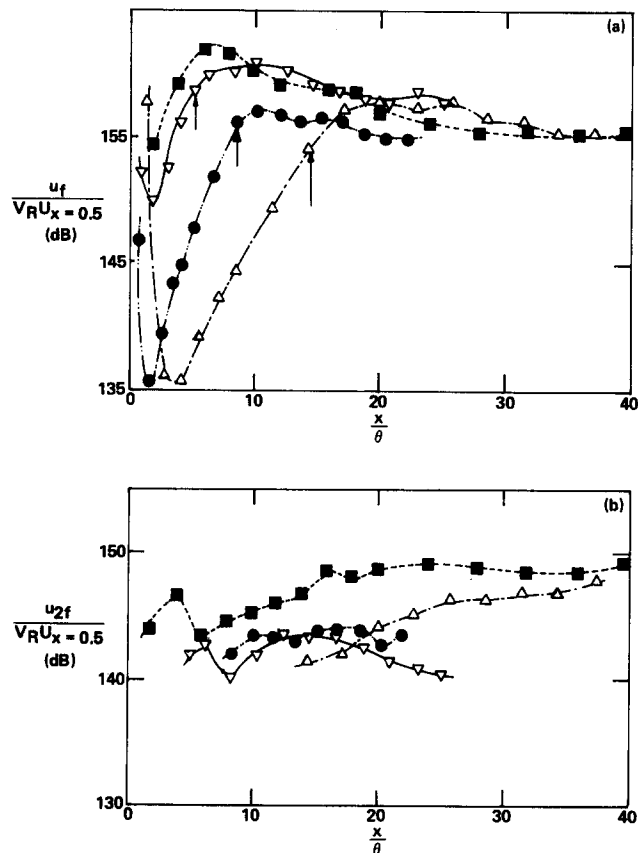 (a)
155
145
135
u_f
V_R U_x = 0.5
(dB)
0 10 20 30 40
x
θ
(b)
150
140
130
u_2f
V_R U_x = 0.5
(dB)
0 10 20 30 40
x
θ